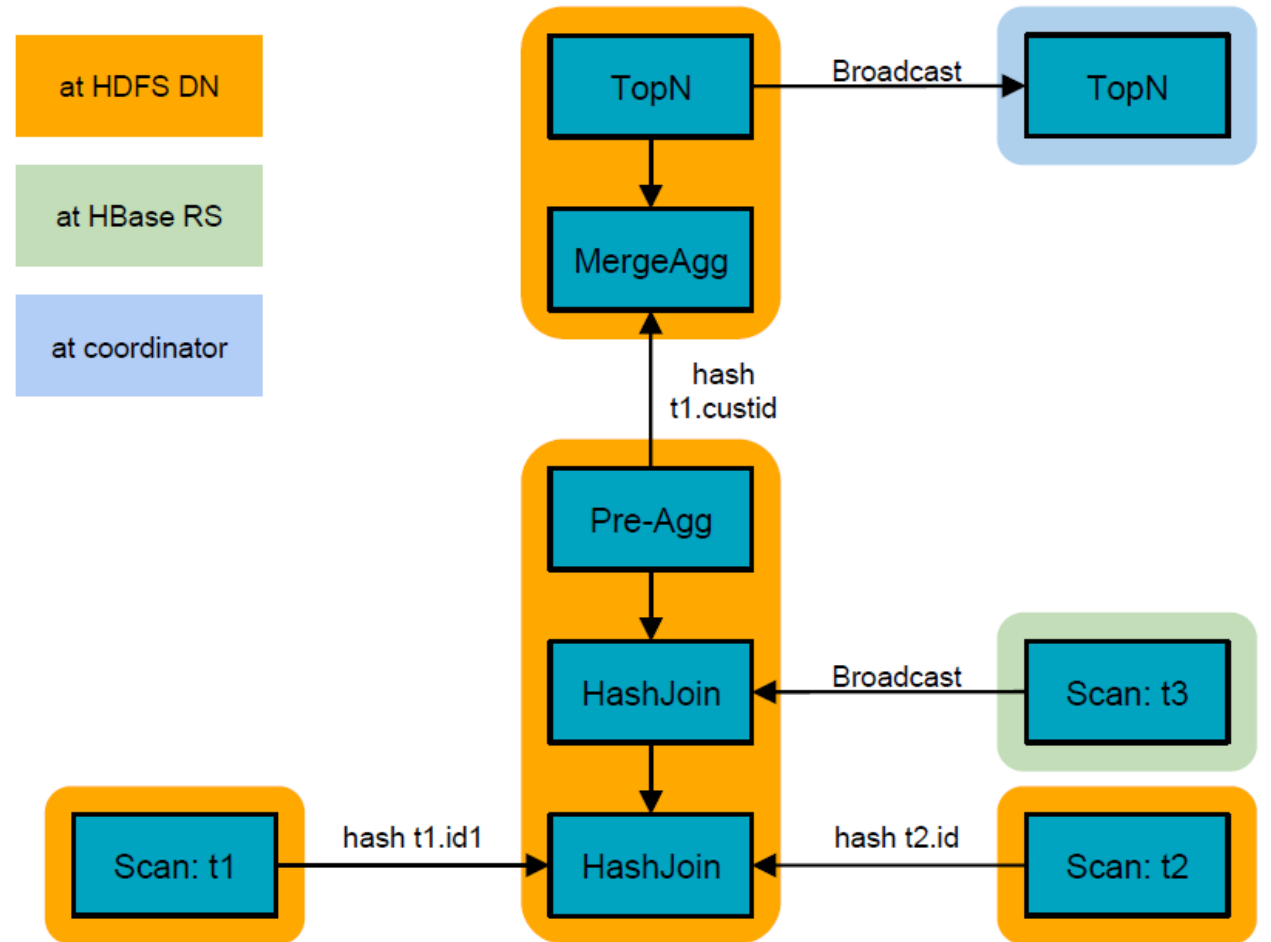 at HDFS DN
at HBase RS
at coordinator
TopN
Broadcast
TopN
MergeAgg
hash
t1.custid
Pre-Agg
HashJoin
Broadcast
Scan: t3
Scan: t1
hash t1.id1
HashJoin
hash t2.id
Scan: t2